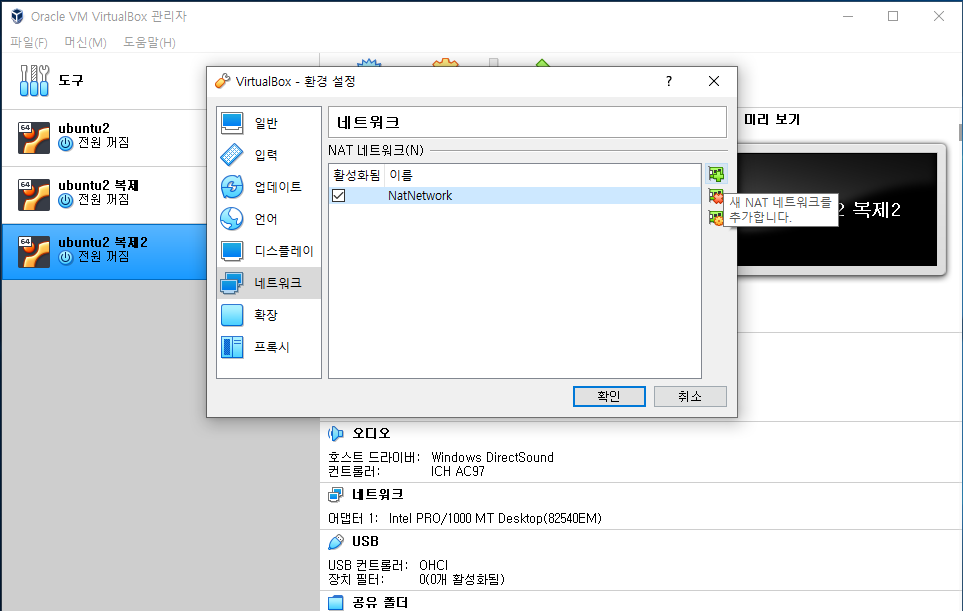 Oracle VM VirtualBox 관리자
파일(F) 머신(M) 도움말(H)
도구
64
ubuntu2
전원 꺼짐
64
ubuntu2 복제
전원 꺼짐
64
ubuntu2 복제2
전원 꺼짐
VirtualBox - 환경 설정
?
일반
입력
업데이트
언어
디스플레이
네트워크
확장
프록시
네트워크
NAT 네트워크(N)
활성화됨 이름
NatNetwork
새 NAT 네트워크를
추가합니다.
확인 취소
미리 보기
2 복제2
오디오
호스트 드라이버: Windows DirectSound
컨트롤러: ICH AC97
네트워크
어댑터 1: Intel PRO/1000 MT Desktop(82540EM)
USB
USB 컨트롤러: OHCI
장치 필터: 0(0개 활성화됨)
공유 폴더